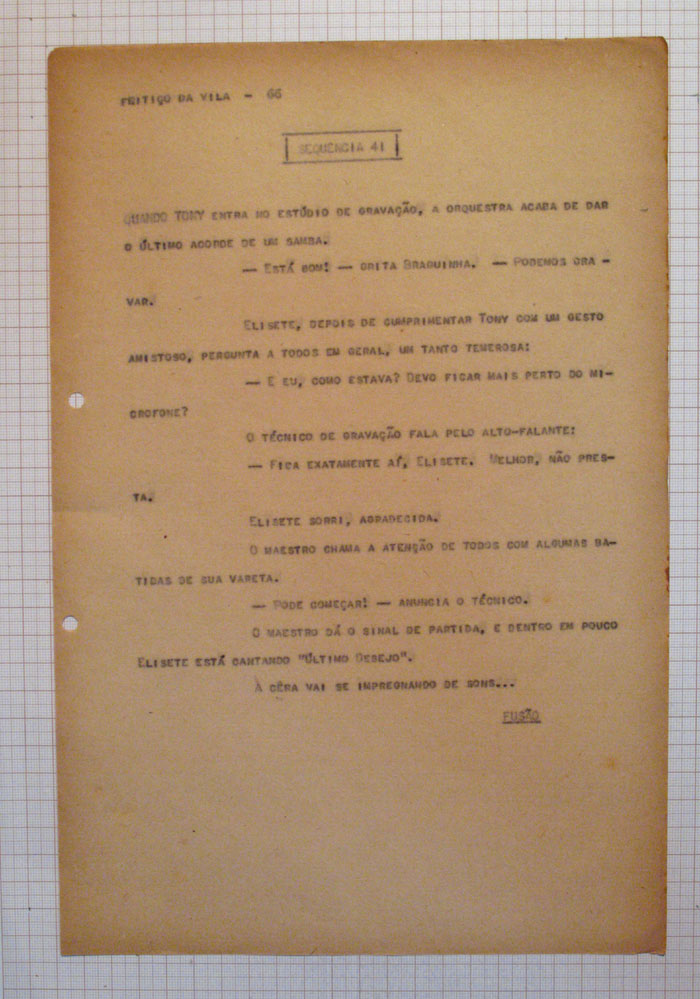 FEITIÇO DA VILA - 66
SEQUÊNCIA 41
QUANDO TONY ENTRA NO ESTÚDIO DE GRAVAÇÃO, A ORQUESTRA ACABA DE DAR
O ÚLTIMO ACORDE DE UM SAMBA.
— ESTÁ BOM! — GRITA BRAGUINHA. — PODEMOS GRA-
VAR.
ELISETE, DEPOIS DE CUMPRIMENTAR TONY COM UM GESTO
AMISTOSO, PERGUNTA A TODOS EM GERAL, UM TANTO TEMEROSA:
— E EU, COMO ESTAVA? DEVO FICAR MAIS PERTO DO MI-
CROFONE?
O TÉCNICO DE GRAVAÇÃO FALA PELO ALTO-FALANTE:
— FICA EXATAMENTE AÍ, ELISETE. MELHOR, NÃO PRES-
TA.
ELISETE SORRI, AGRADECIDA.
O MAESTRO CHAMA A ATENÇÃO DE TODOS COM ALGUMAS BA-
TIDAS DE SUA VARETA.
— PODE COMEÇAR! — ANUNCIA O TÉCNICO.
O MAESTRO DÁ O SINAL DE PARTIDA, E DENTRO EM POUCO
ELISETE ESTÁ CANTANDO "ÚLTIMO DESEJO".
A CÊRA VAI SE IMPREGNANDO DE SONS...
FUSÃO